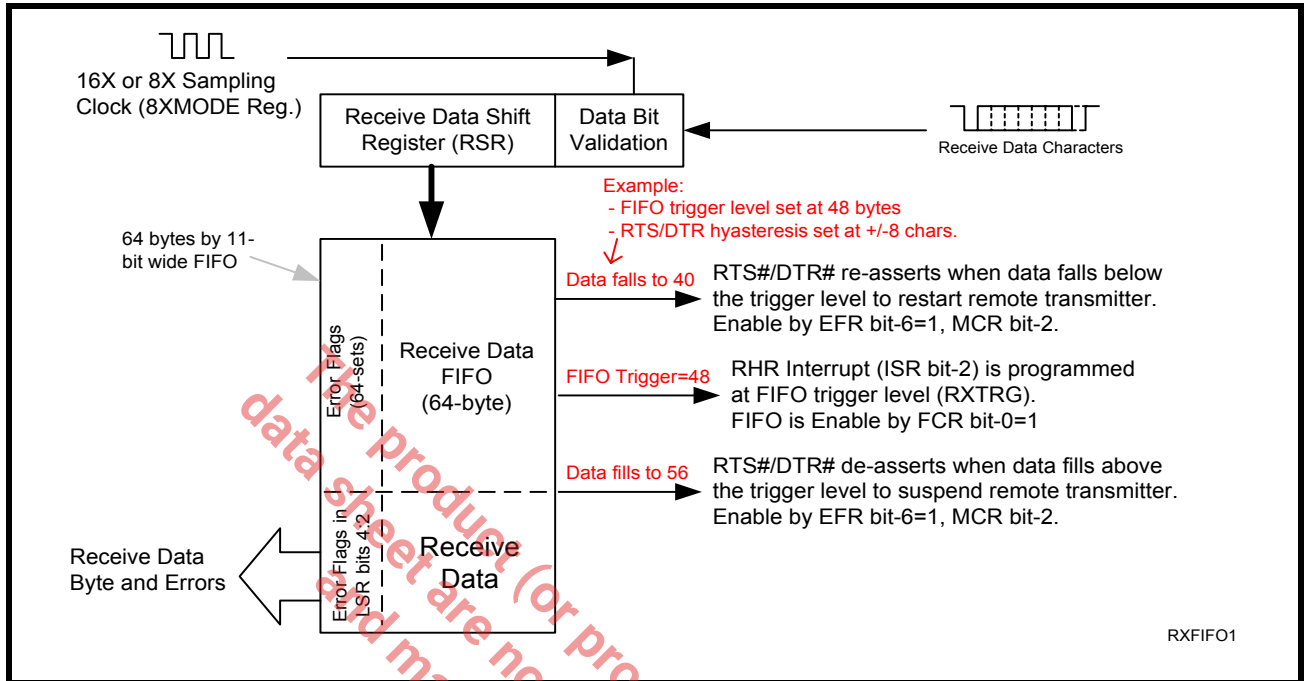 16X or 8X Sampling
Clock (8XMODE Reg.)
Receive Data Shift
Register (RSR)
Data Bit
Validation
Receive Data Characters
Example:
- FIFO trigger level set at 48 bytes
- RTS/DTR hyasteresis set at +/-8 chars.
64 bytes by 11-
bit wide FIFO
Data falls to 40
RTS#/DTR# re-asserts when data falls below
the trigger level to restart remote transmitter.
Enable by EFR bit-6=1, MCR bit-2.
Error Flags
(64-sets)
Receive Data
FIFO
(64-byte)
FIFO Trigger=48
RHR Interrupt (ISR bit-2) is programmed
at FIFO trigger level (RXTRG).
FIFO is Enable by FCR bit-0=1
Data fills to 56
RTS#/DTR# de-asserts when data fills above
the trigger level to suspend remote transmitter.
Enable by EFR bit-6=1, MCR bit-2.
Error Flags in
LSR bits 4:2
Receive
Data
Receive Data
Byte and Errors
RXFIFO1
The product (or pro
data sheet are no
and ma